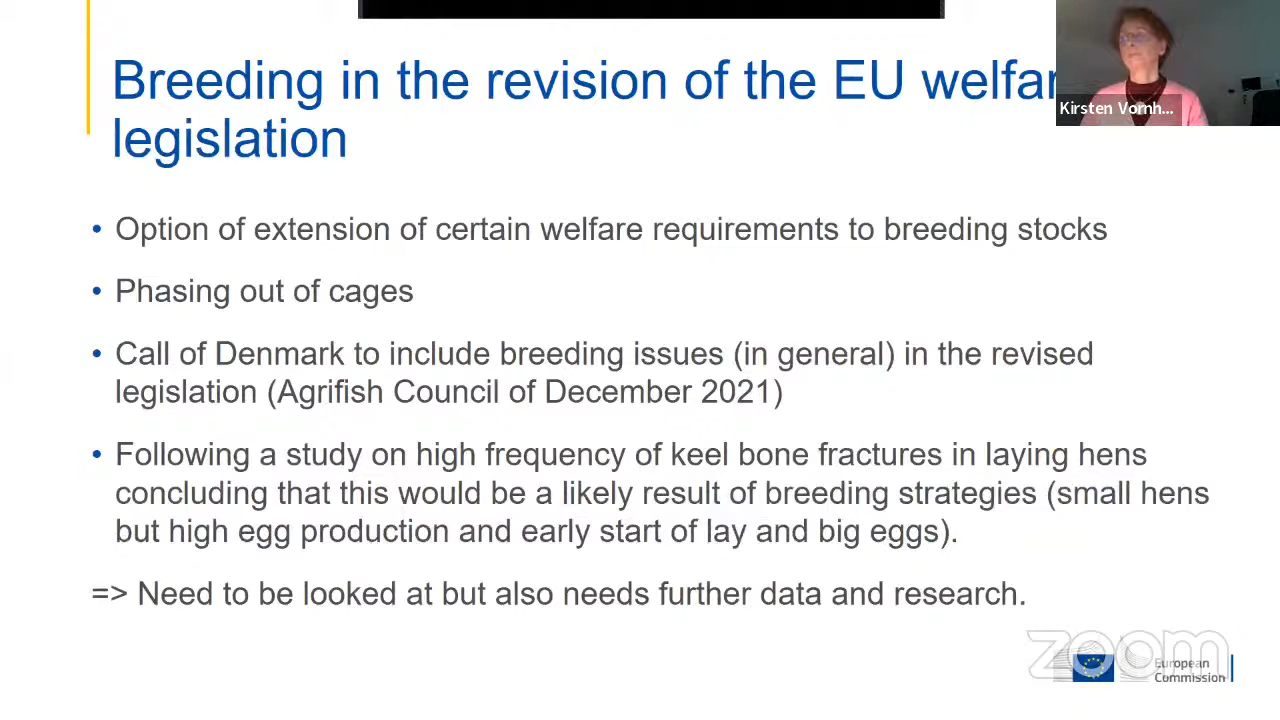 Breeding in the revision of the EU welfar
legislation
Kirsten Vornh...
• Option of extension of certain welfare requirements to breeding stocks
• Phasing out of cages
• Call of Denmark to include breeding issues (in general) in the revised
legislation (Agrifish Council of December 2021)
• Following a study on high frequency of keel bone fractures in laying hens
concluding that this would be a likely result of breeding strategies (small hens
but high egg production and early start of lay and big eggs).
=> Need to be looked at but also needs further data and research.
zoom
European
Commission